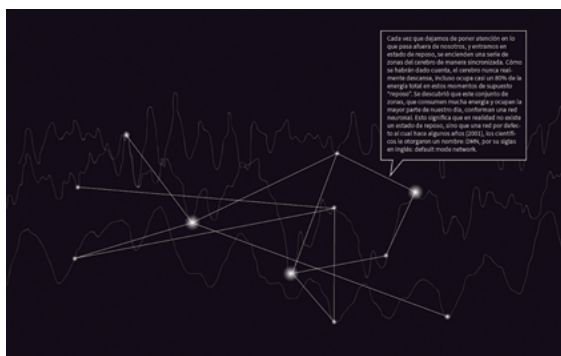 Cada vez que dejamos de poner atención en lo
que pasa afuera de nosotros, y entramos en
estado de reposo, se encienden una serie de
zonas del cerebro de manera sincronizada. Cómo
se habrán dado cuenta, el cerebro nunca real-
mente descansa, incluso ocupa casi un 80% de la
energía total en estos momentos de supuesto
"reposo". Se descubrió que este conjunto de
zonas, que consumen mucha energía y ocupan la
mayor parte de nuestro día, conforman una red
neuronal. Esto significa que en realidad no existe
un estado de reposo, sino que una red por defec-
to al cual hace algunos años (2001), los científi-
cos le otorgaron un nombre: DMN, por su siglas
en inglés: default mode network.